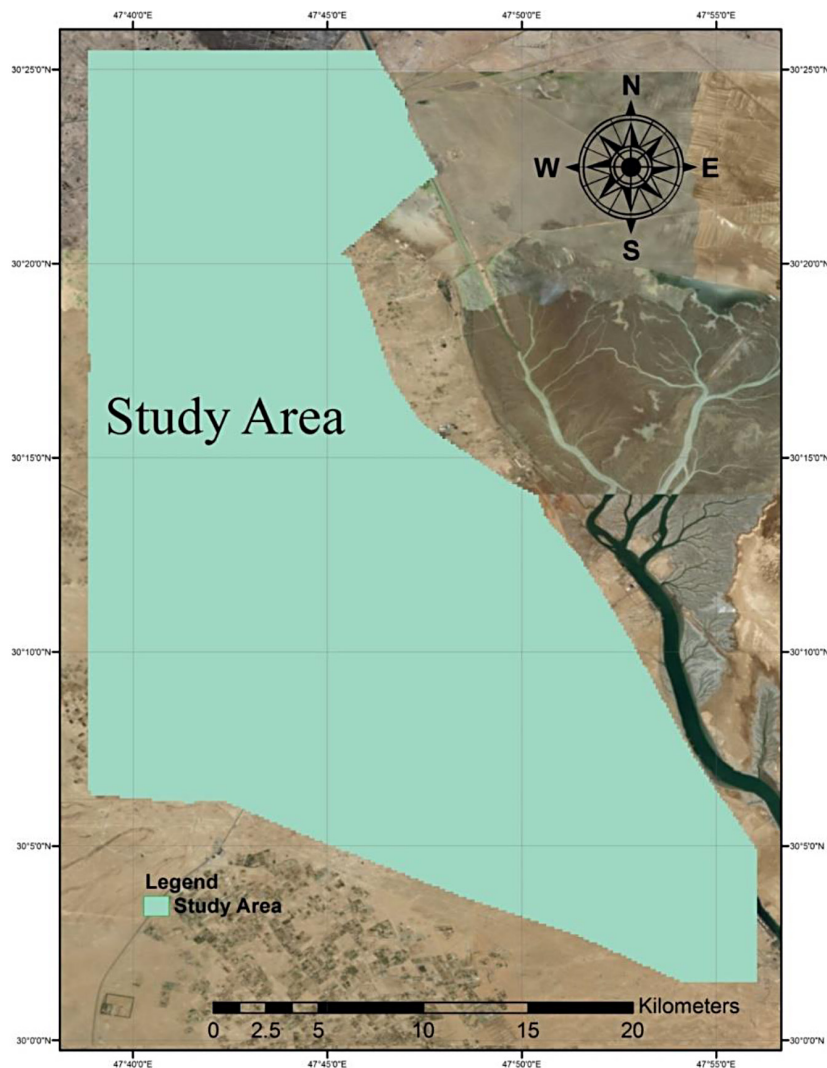 47°40'0"E 47°45'0"E 47°50'0"E 47°55'0"E
30°25'0"N 30°25'0"N
N
W E
S
30°20'0"N 30°20'0"N
Study Area
30°15'0"N 30°15'0"N
30°10'0"N 30°10'0"N
30°5'0"N 30°5'0"N
Legend
Study Area
Kilometers
0 2.5 5 10 15 20
30°0'0"N 30°0'0"N
47°40'0"E 47°45'0"E 47°50'0"E 47°55'0"E